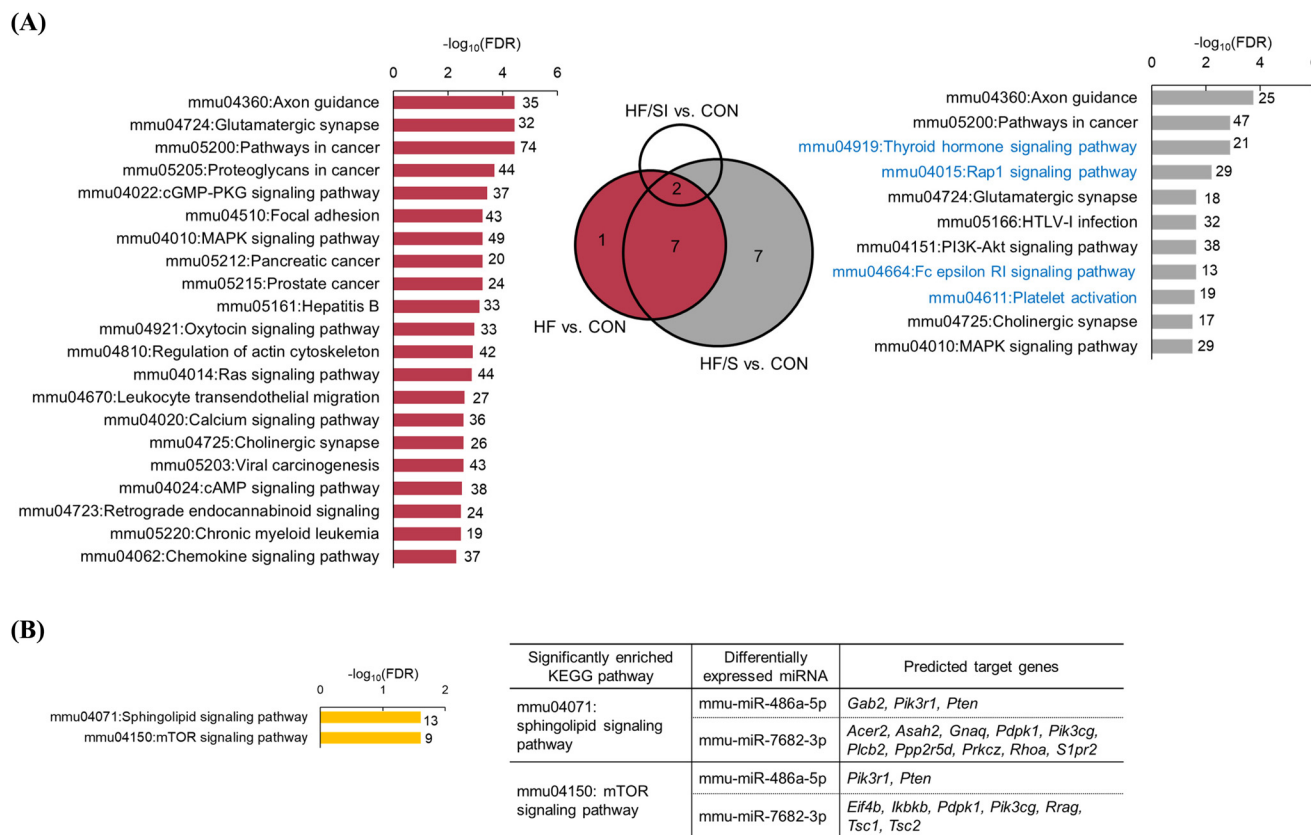 (A)
-log10(FDR)
0 2 4 6
mmu04360:Axon guidance 35
mmu04724:Glutamatergic synapse 32
mmu05200:Pathways in cancer 74
mmu05205:Proteoglycans in cancer 44
mmu04022:cGMP-PKG signaling pathway 37
mmu04510:Focal adhesion 43
mmu04010:MAPK signaling pathway 49
mmu05212:Pancreatic cancer 20
mmu05215:Prostate cancer 24
mmu05161:Hepatitis B 33
mmu04921:Oxytocin signaling pathway 33
mmu04810:Regulation of actin cytoskeleton 42
mmu04014:Ras signaling pathway 44
mmu04670:Leukocyte transendothelial migration 27
mmu04020:Calcium signaling pathway 36
mmu04725:Cholinergic synapse 26
mmu05203:Viral carcinogenesis 43
mmu04024:cAMP signaling pathway 38
mmu04723:Retrograde endocannabinoid signaling 24
mmu05220:Chronic myeloid leukemia 19
mmu04062:Chemokine signaling pathway 37
HF/SI vs. CON
2
1 7 7
HF vs. CON
HF/S vs. CON
-log10(FDR)
0 2 4 6
mmu04360:Axon guidance 25
mmu05200:Pathways in cancer 47
mmu04919:Thyroid hormone signaling pathway 21
mmu04015:Rap1 signaling pathway 29
mmu04724:Glutamatergic synapse 18
mmu05166:HTLV-I infection 32
mmu04151:PI3K-Akt signaling pathway 38
mmu04664:Fc epsilon RI signaling pathway 13
mmu04611:Platelet activation 19
mmu04725:Cholinergic synapse 17
mmu04010:MAPK signaling pathway 29
(B)
-log10(FDR)
0 1 2
mmu04071:Sphingolipid signaling pathway 13
mmu04150:mTOR signaling pathway 9
Significantly enriched
KEGG pathway
Differentially
expressed miRNA
Predicted target genes
mmu04071:
sphingolipid signaling
pathway
mmu-miR-486a-5p
Gab2, Pik3r1, Pten
mmu-miR-7682-3p
Acer2, Asah2, Gnaq, Pdpk1, Pik3cg,
Plcb2, Ppp2r5d, Prkcz, Rhoa, S1pr2
mmu04150: mTOR
signaling pathway
mmu-miR-486a-5p
Pik3r1, Pten
mmu-miR-7682-3p
Eif4b, Ikbkb, Pdpk1, Pik3cg, Rrag,
Tsc1, Tsc2